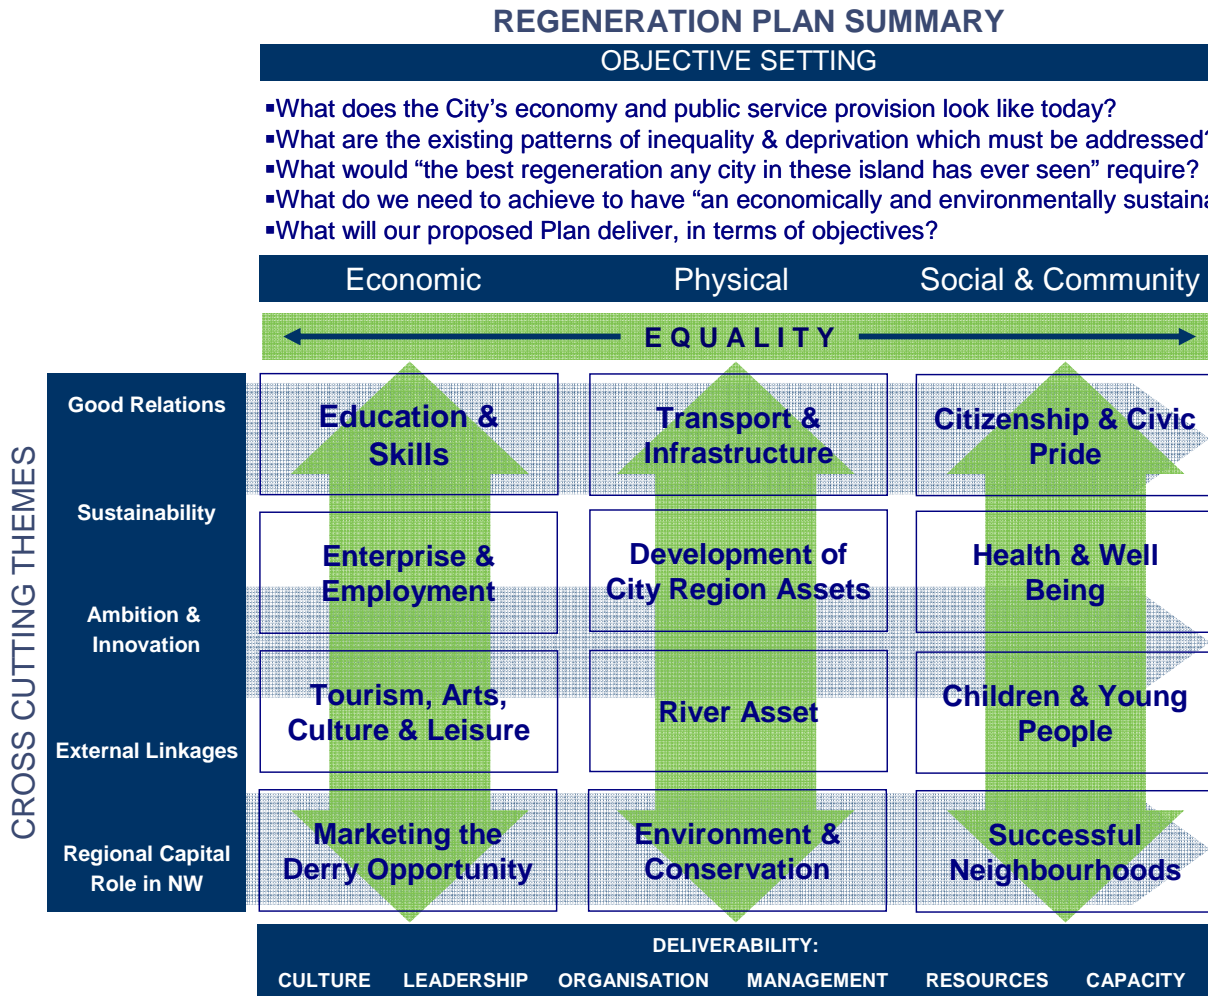 REGENERATION PLAN SUMMARY
OBJECTIVE SETTING
▪What does the City's economy and public service provision look like today?
▪What are the existing patterns of inequality & deprivation which must be addressed?
▪What would “the best regeneration any city in these island has ever seen” require?
▪What do we need to achieve to have “an economically and environmentally
▪What will our proposed Plan deliver, in terms of objectives?
Economic
Physical
Social & Community
EQUALITY
CROSS CUTTING THEMES
Good Relations
Sustainability
Ambition &
Innovation
External Linkages
Regional Capital
Role in NW
Education &
Skills
Transport &
Infrastructure
Citizenship & Civic
Pride
Enterprise &
Employment
Development of
City Region Assets
Health & Well
Being
Tourism, Arts,
Culture & Leisure
River Asset
Children & Young
People
Marketing the
Derry Opportunity
Environment &
Conservation
Successful
Neighbourhoods
DELIVERABILITY:
CULTURE LEADERSHIP ORGANISATION MANAGEMENT RESOURCES CAPACITY